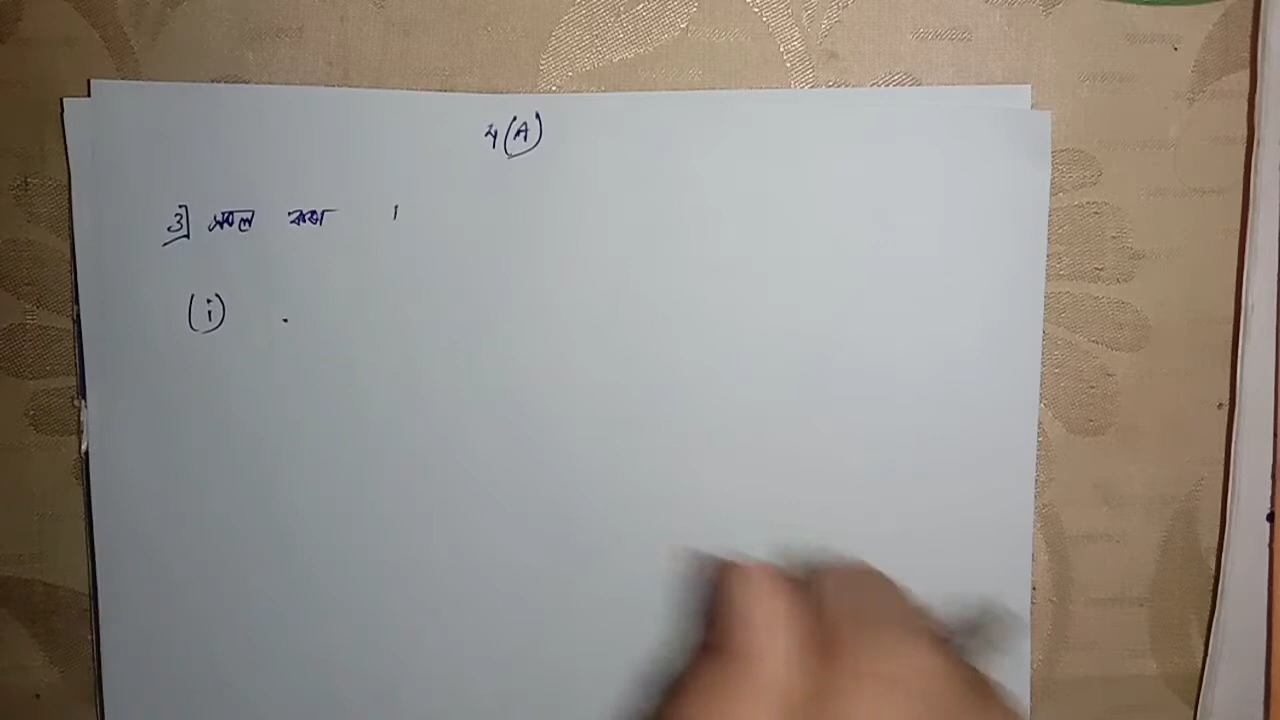 4(A)
3] সরল করো ।
(i) .